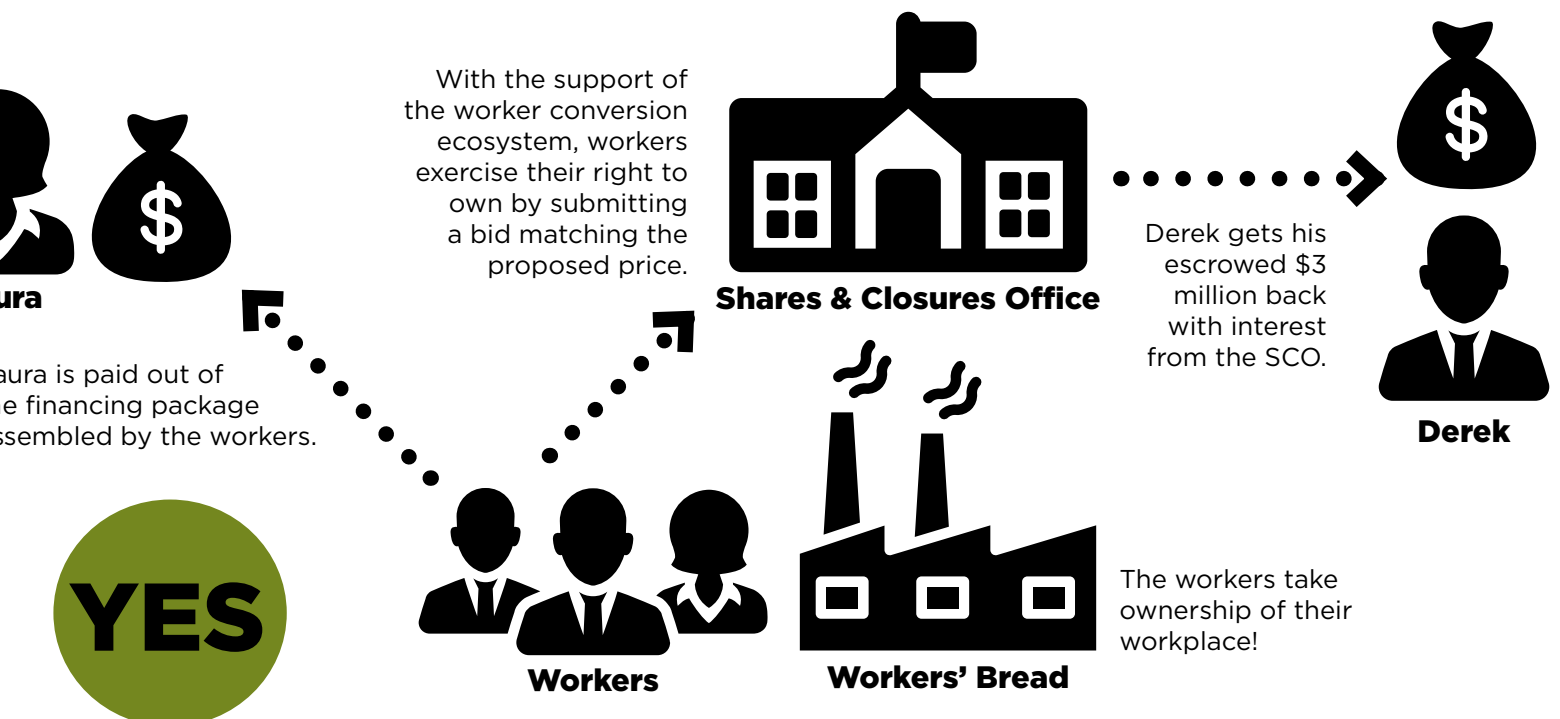 With the support of
the worker conversion
ecosystem, workers
exercise their right to
own by submitting
a bid matching the
proposed price.
$
ura
aura is paid out of
e financing package
ssembled by the workers.
YES
Shares & Closures Office
$
Derek gets his
escrowed $3
million back
with interest
from the SCO.
Derek
Workers
Workers’ Bread
The workers take
ownership of their
workplace!